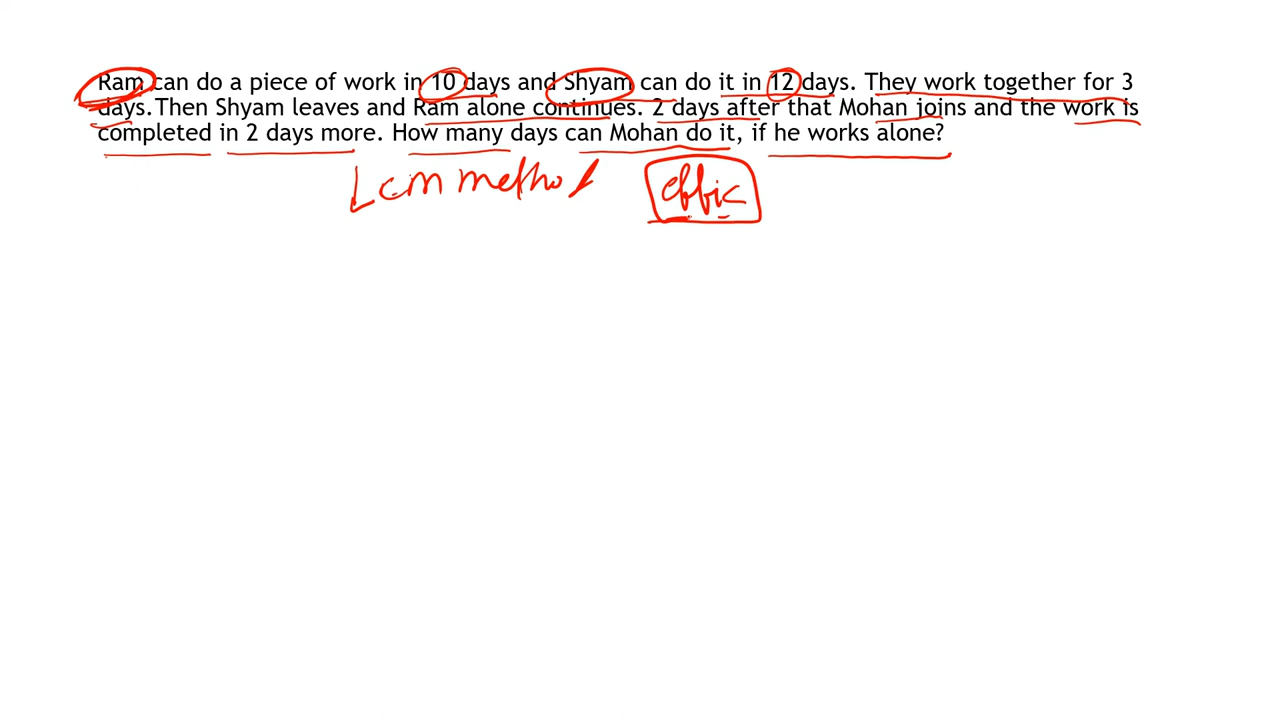 Ram can do a piece of work in 10 days and Shyam can do it in 12 days. They work together for 3
days. Then Shyam leaves and Ram alone continues. 2 days after that Mohan joins and the work is
completed in 2 days more. How many days can Mohan do it, if he works alone?
Lcm method effic